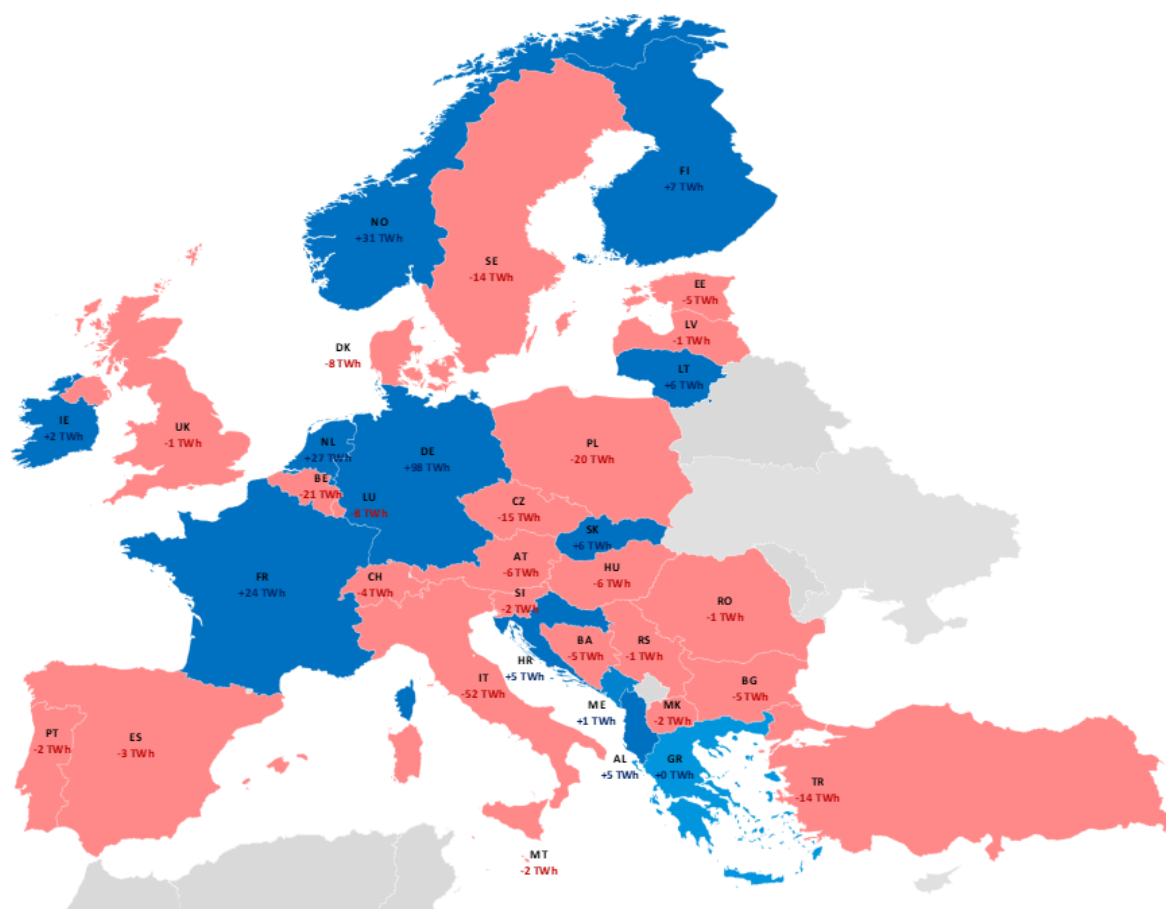 FI
+7 TWh
NO
+31 TWh
SE
-14 TWh
EE
-5 TWh
LV
-1 TWh
DK
-8 TWh
LT
+6 TWh
IE
+2 TWh
UK
-1 TWh
NL
+27 TWh
DE
+98 TWh
PL
-20 TWh
BE
-21 TWh
LU
-8 TWh
CZ
-15 TWh
SK
+6 TWh
AT
-6 TWh
HU
-6 TWh
FR
+24 TWh
CH
-4 TWh
SI
-2 TWh
RO
-1 TWh
BA
-5 TWh
RS
-1 TWh
HR
+5 TWh
IT
-52 TWh
BG
-5 TWh
ME
+1 TWh
MK
-2 TWh
PT
-2 TWh
ES
-3 TWh
AL
+5 TWh
GR
+0 TWh
TR
-14 TWh
MT
-2 TWh